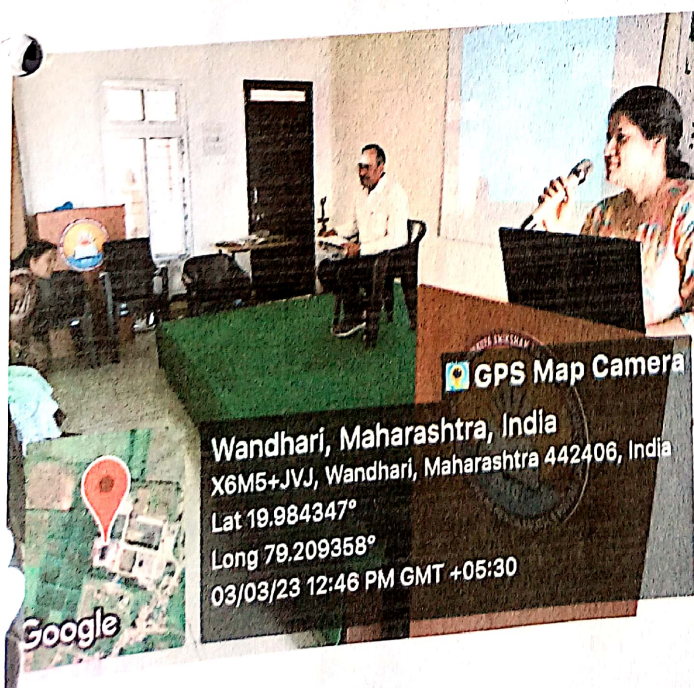 SHIKSHAN
GPS Map Camera
Wandhari, Maharashtra, India
X6M5+JVJ, Wandhari, Maharashtra 442406, India
Lat 19.984347°
Long 79.209358°
03/03/23 12:46 PM GMT +05:30
Google